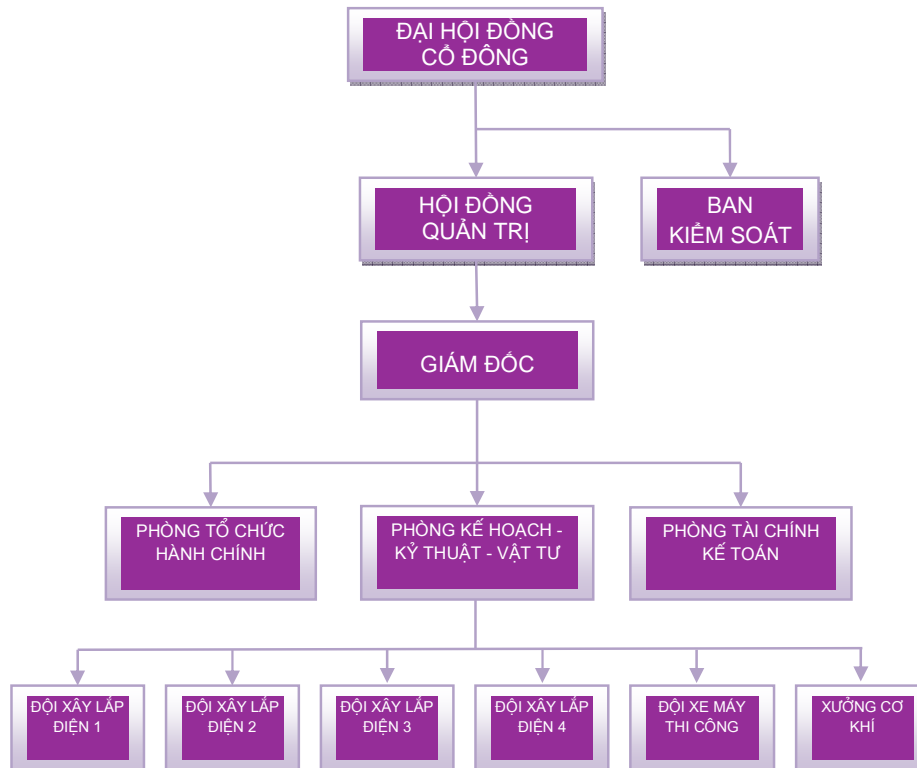 ĐẠI HỘI ĐỒNG
CỔ ĐÔNG
HỘI ĐỒNG
QUẢN TRỊ
BAN
KIỂM SOÁT
GIÁM ĐỐC
PHÒNG TỔ CHỨC
HÀNH CHÍNH
PHÒNG KẾ HOẠCH -
KỶ THUẬT - VẬT TƯ
PHÒNG TÀI CHÍNH
KẾ TOÁN
ĐỘI XÂY LẮP
ĐIỆN 1
ĐỘI XÂY LẮP
ĐIỆN 2
ĐỘI XÂY LẮP
ĐIỆN 3
ĐỘI XÂY LẮP
ĐIỆN 4
ĐỘI XE MÁY
THI CÔNG
XƯỞNG CƠ
KHÍ